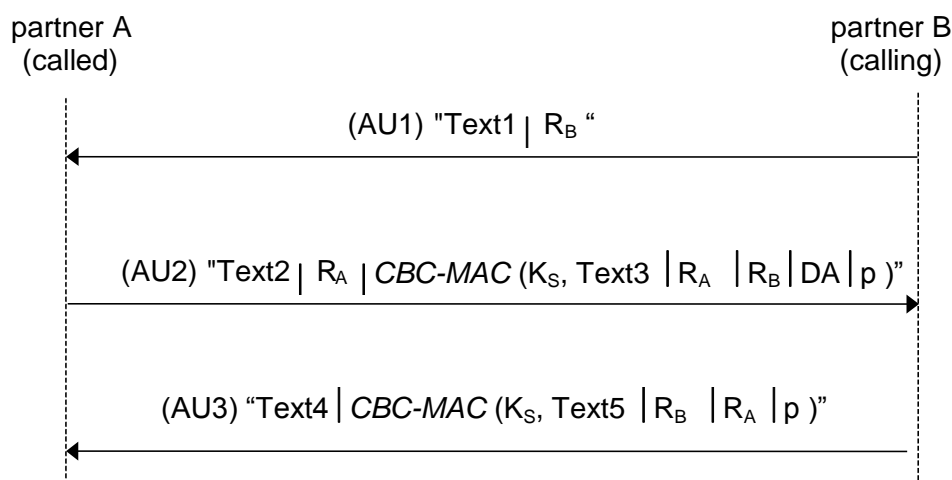 partner A
(called)
partner B
(calling)
(AU1) "Text1 | R_B “
(AU2) "Text2 | R_A | CBC-MAC (K_S, Text3 | R_A | R_B | DA | p )”
(AU3) “Text4 | CBC-MAC (K_S, Text5 | R_B | R_A | p )”